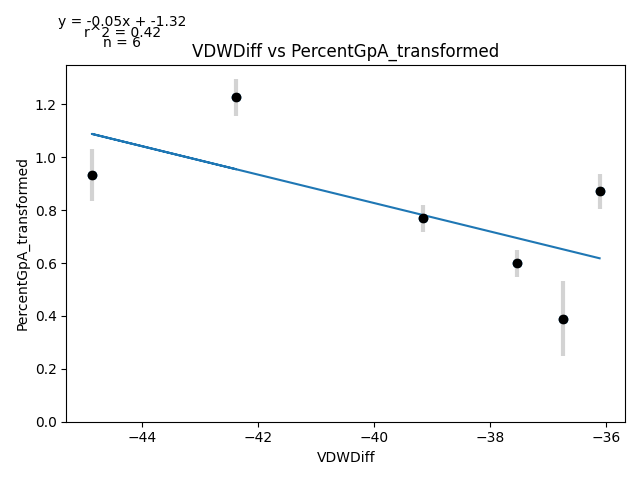 y = -0.05x + -1.32
r^2 = 0.42
n = 6
VDWDiff vs PercentGpA_transformed
PercentGpA_transformed
1.2
1.0
0.8
0.6
0.4
0.2
0.0
−44 −42 −40 −38 −36
VDWDiff